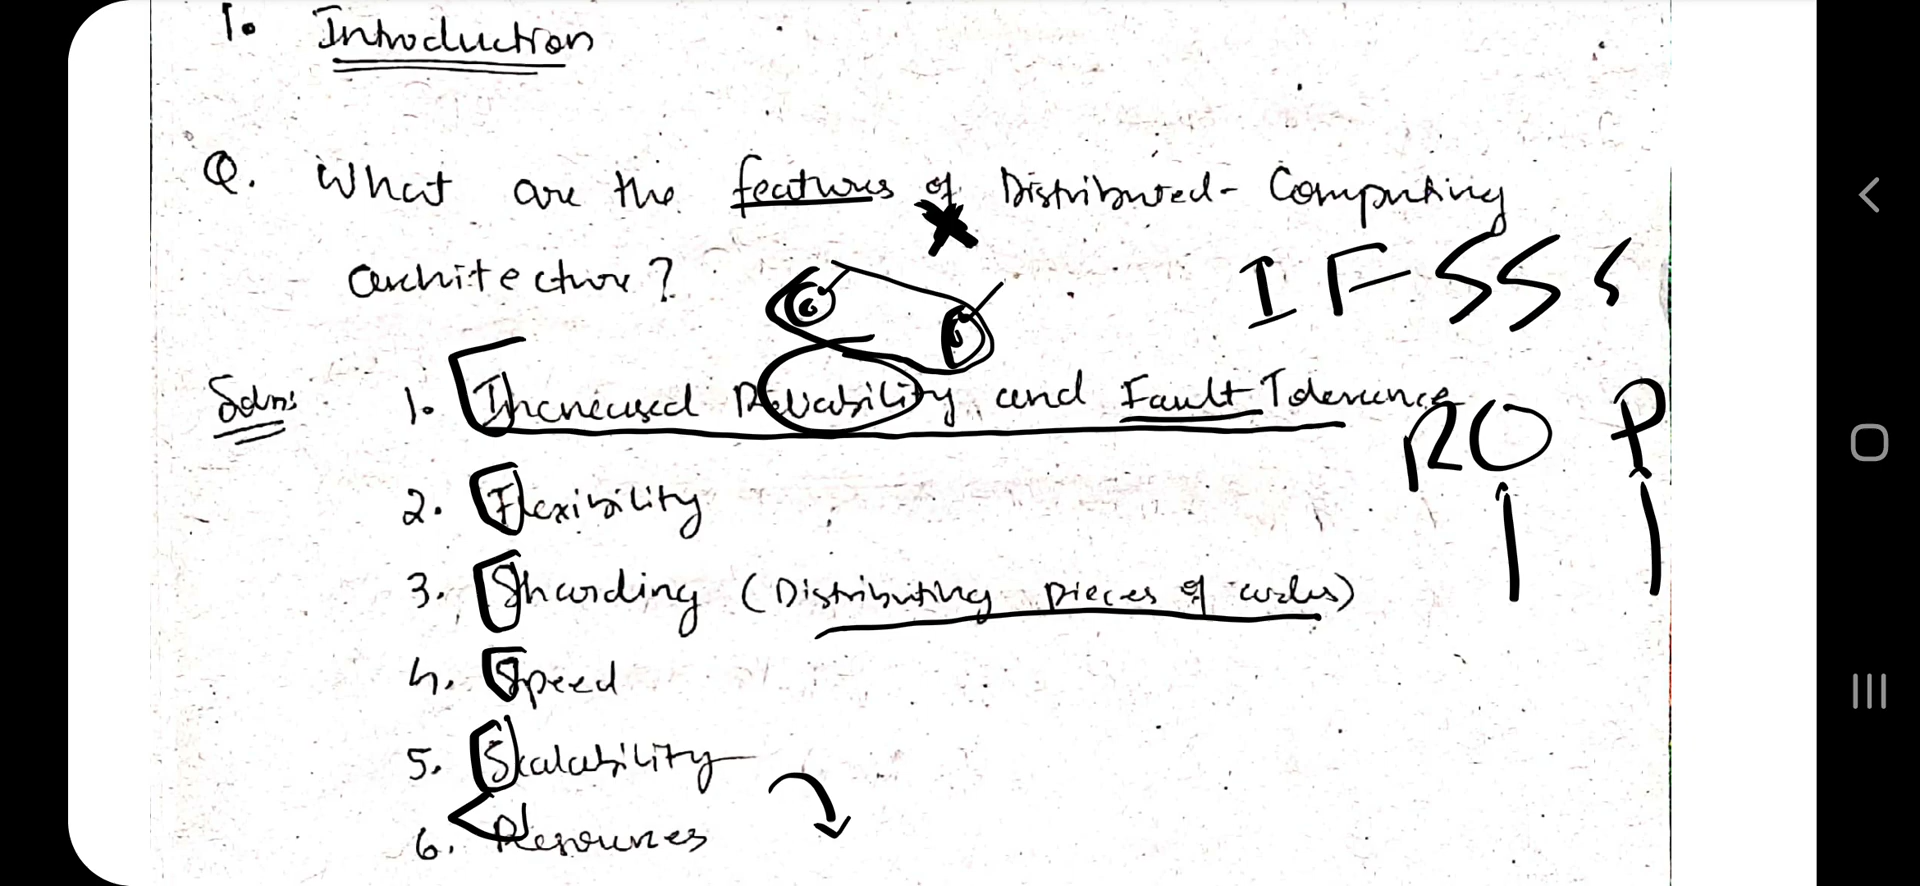 1. Introduction
Q. What are the features of Distributed-Computing
architecture?
I F S S S
Soln:
1. Increased Reliability and Fault Tolerance
R O P
2. Flexibility
3. Sharding (Distributing pieces of codes)
4. Speed
5. Scalability
6. Resources